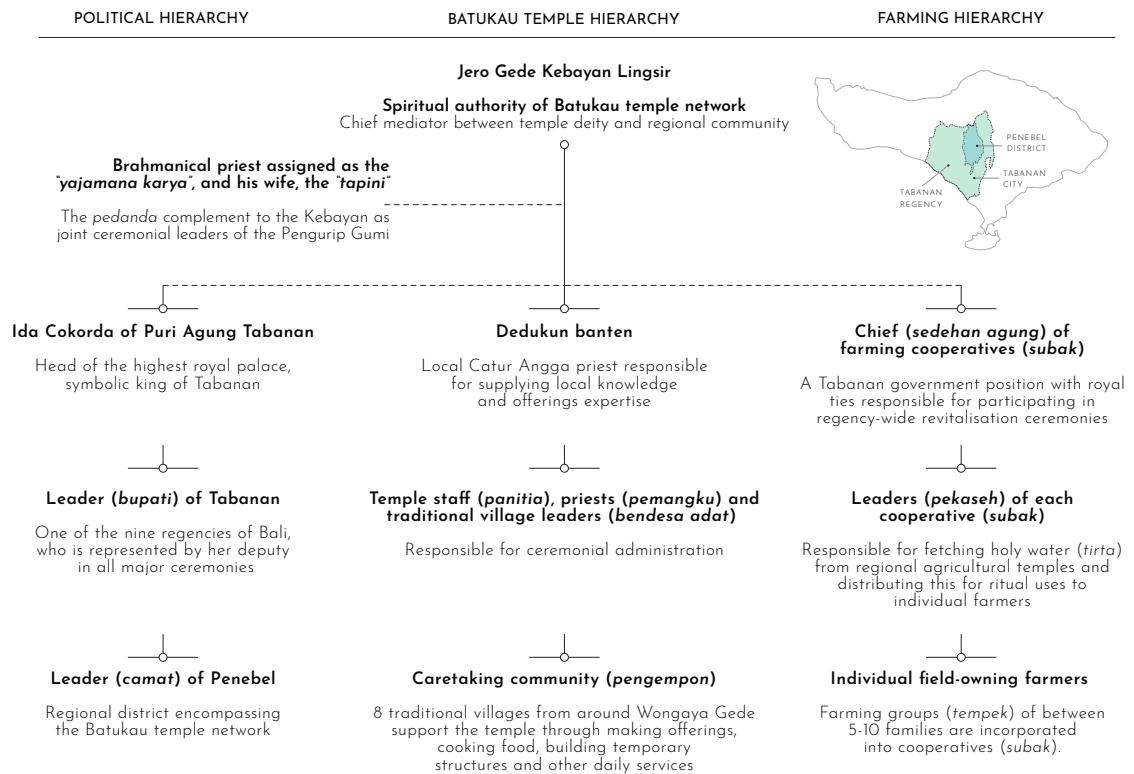 POLITICAL HIERARCHY
BATUKAU TEMPLE HIERARCHY
FARMING HIERARCHY
Jero Gede Kebayan Lingsir
Spiritual authority of Batukau temple network
Chief mediator between temple deity and regional community
PENEBEL
DISTRICT
TABANAN
CITY
TABANAN
REGENCY
Brahmanical priest assigned as the
"yajamana karya", and his wife, the "tapini"
The pedanda complement to the Kebayan as
joint ceremonial leaders of the Pengurip Gumi
Ida Cokorda of Puri Agung Tabanan
Head of the highest royal palace,
symbolic king of Tabanan
Dedukun banten
Local Catur Angga priest responsible
for supplying local knowledge
and offerings expertise
Chief (sedehan agung) of
farming cooperatives (subak)
A Tabanan government position with royal
ties responsible for participating in
regency-wide revitalisation ceremonies
Leader (bupati) of Tabanan
One of the nine regencies of Bali,
who is represented by her deputy
in all major ceremonies
Temple staff (panitia), priests (pemangku) and
traditional village leaders (bendesa adat)
Responsible for ceremonial administration
Leaders (pekaseh) of each
cooperative (subak)
Responsible for fetching holy water (tirta)
from regional agricultural temples and
distributing this for ritual uses to
individual farmers
Leader (camat) of Penebel
Regional district encompassing
the Batukau temple network
Caretaking community (pengempon)
8 traditional villages from around Wongaya Gede
support the temple through making offerings,
cooking food, building temporary
structures and other daily services
Individual field-owning farmers
Farming groups (tempek) of between
5-10 families are incorporated
into cooperatives (subak).